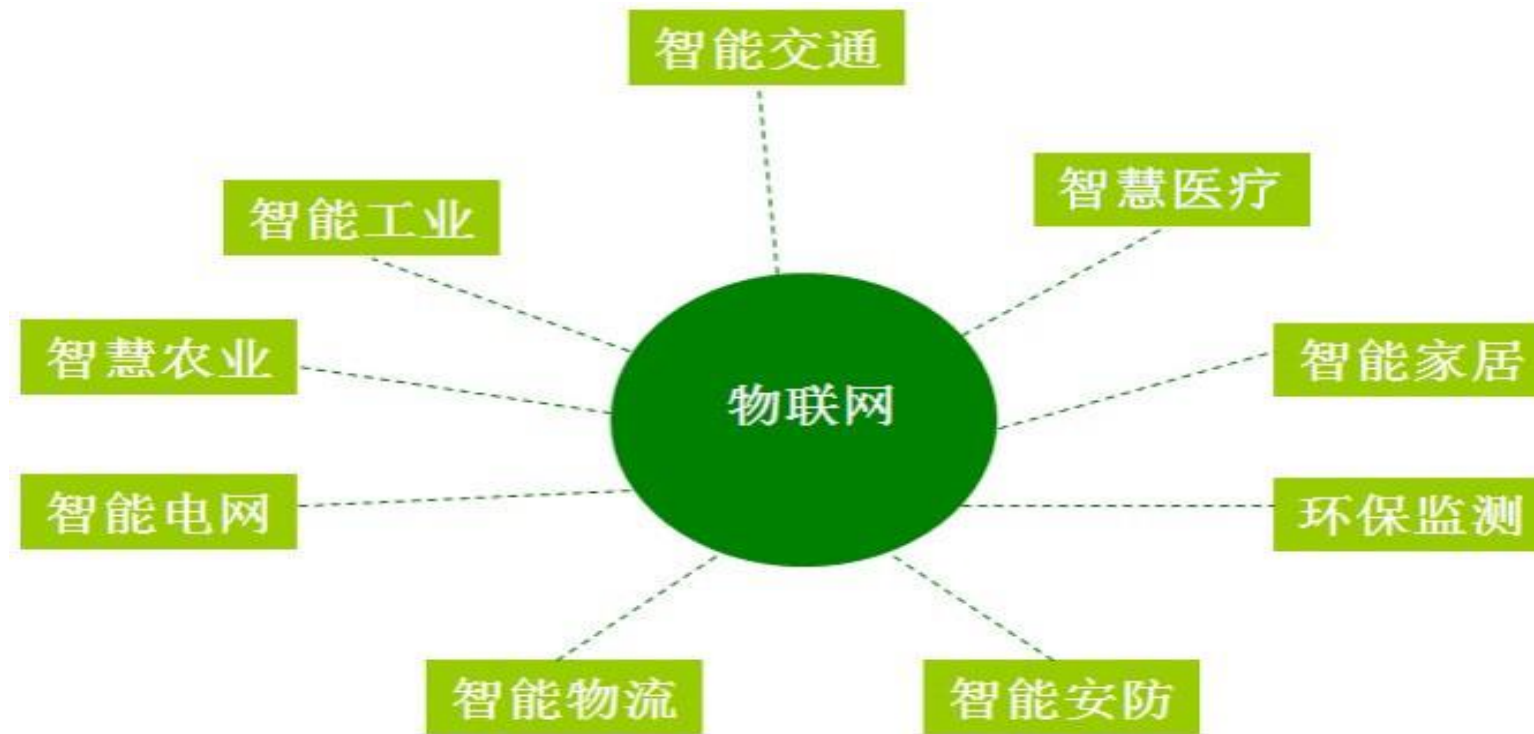 智能交通
智慧医疗
智能工业
智慧农业
智能家居
物联网
智能电网
环保监测
智能物流
智能安防